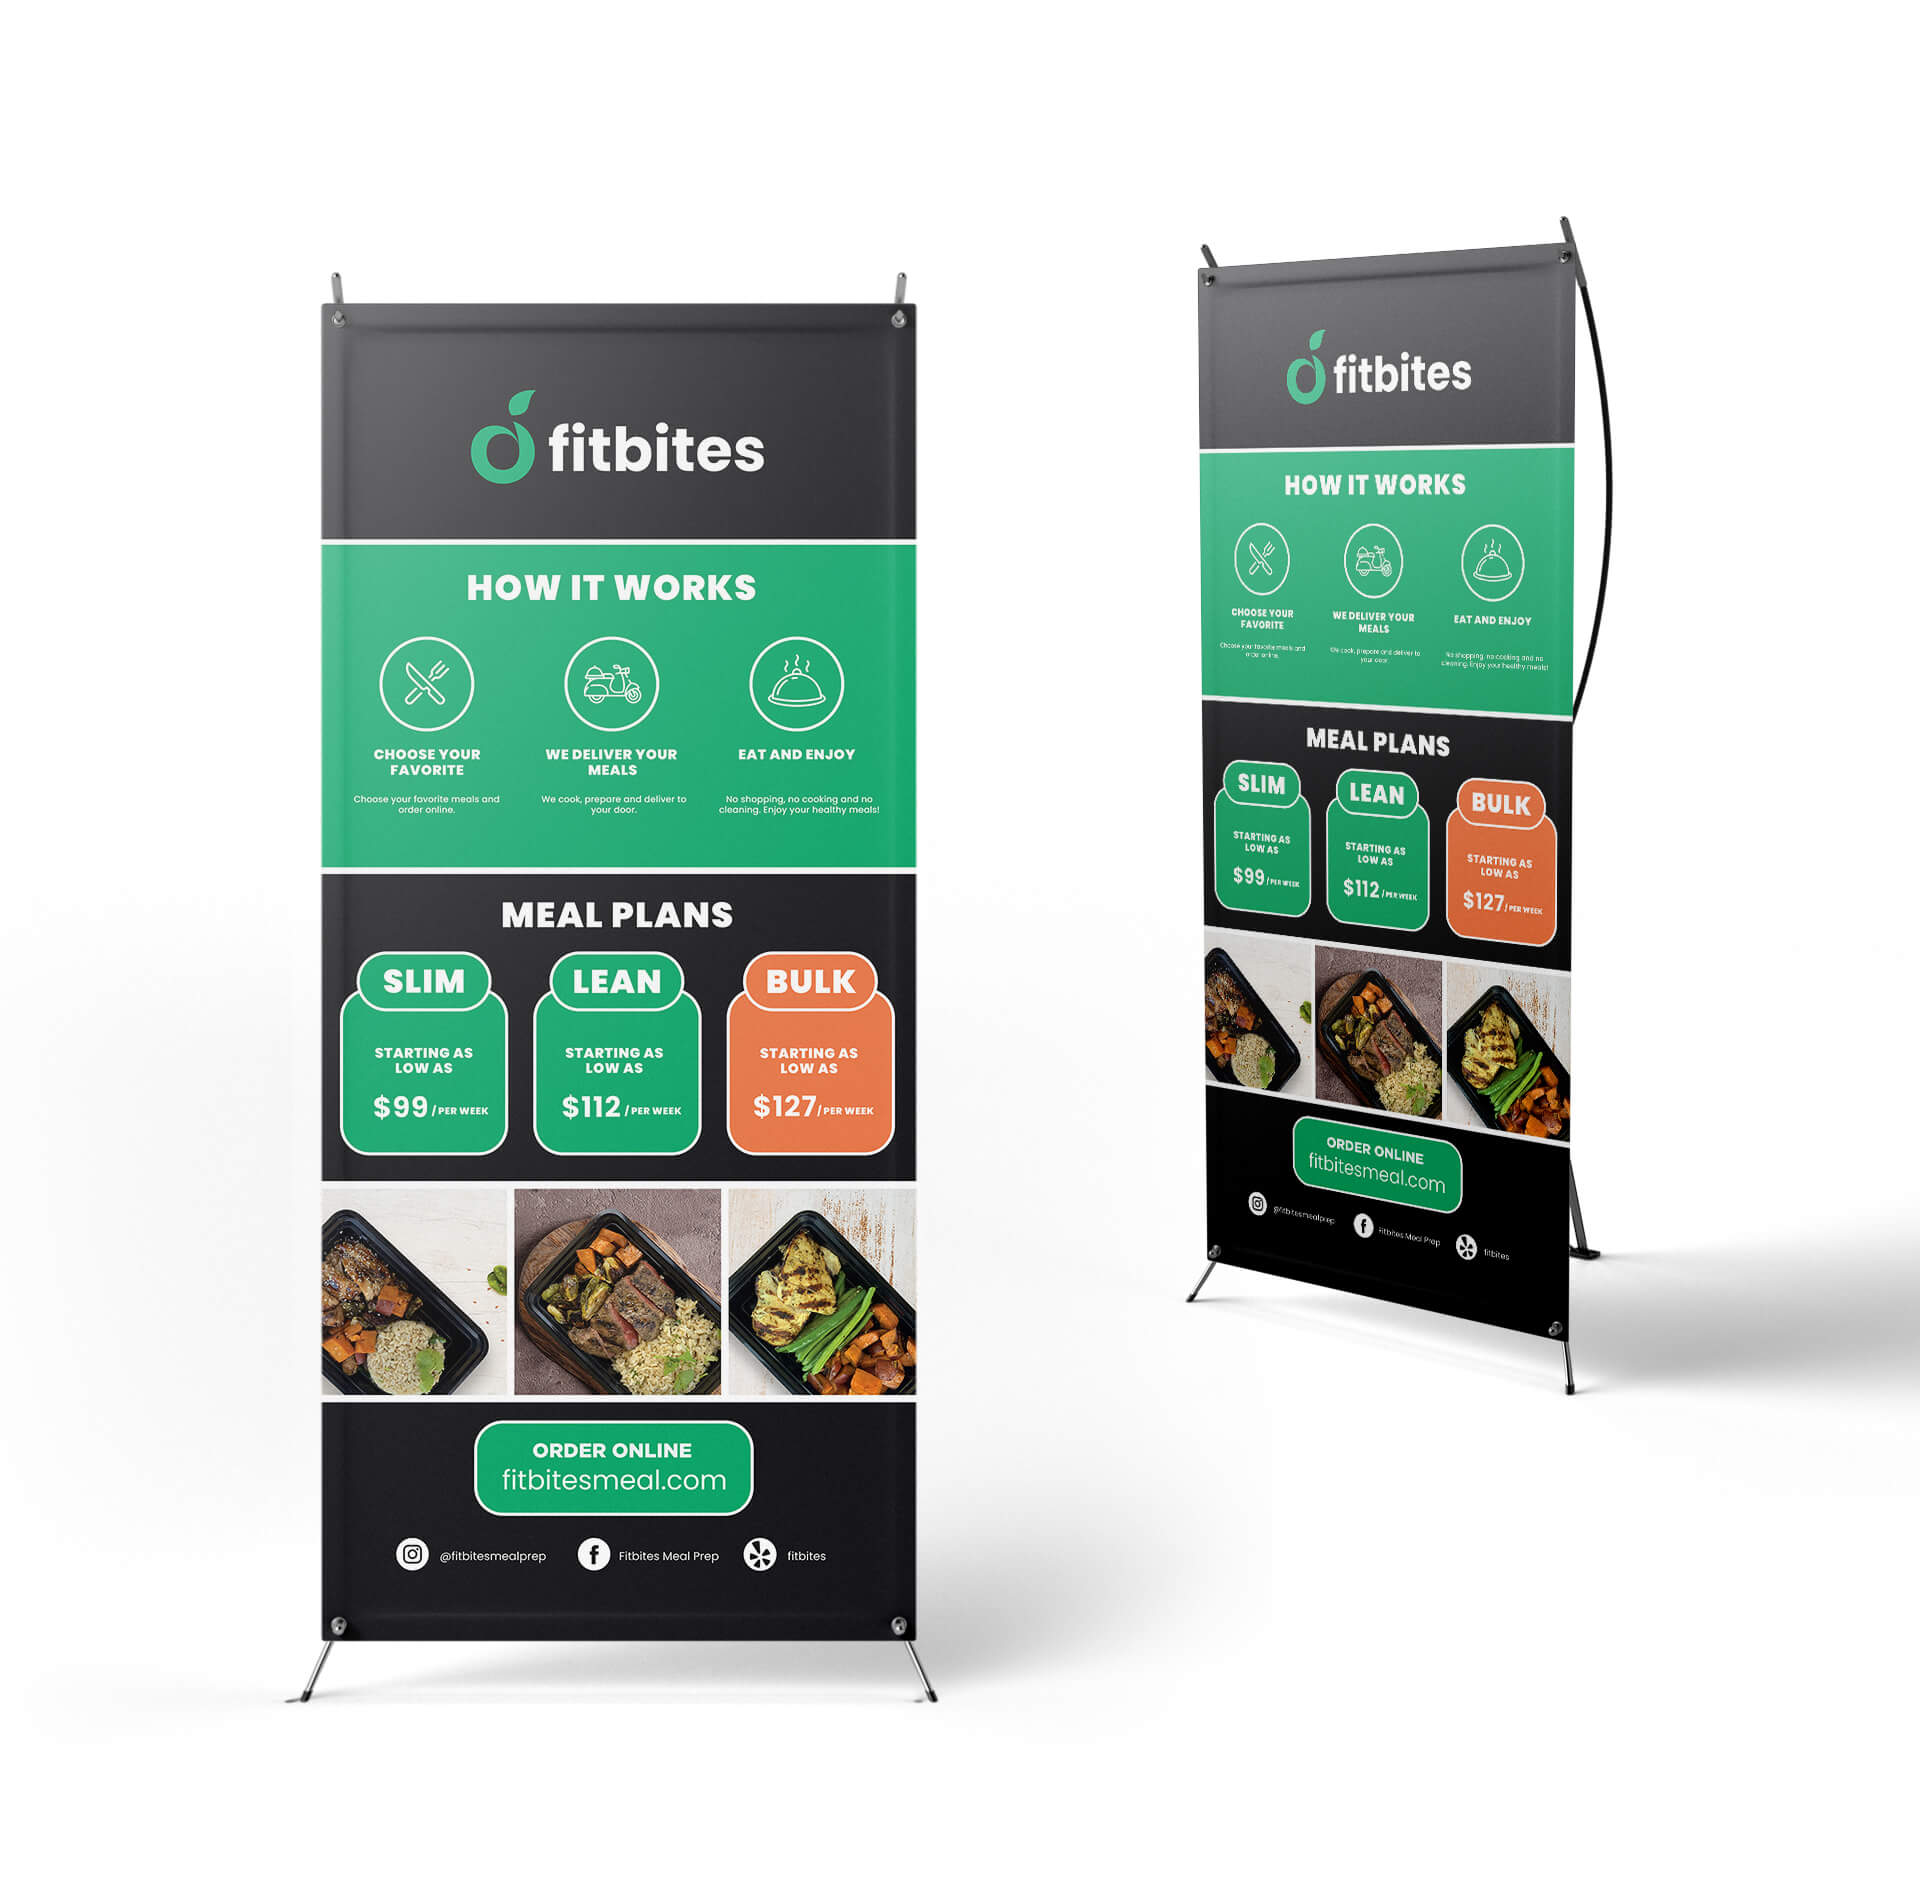 fitbites
HOW IT WORKS
CHOOSE YOUR
FAVORITE
WE DELIVER YOUR
MEALS
EAT AND ENJOY
Choose your favorite meals and
order online.
We cook, prepare and deliver to
your door.
No shopping, no cooking and no
cleaning. Enjoy your healthy meals!
MEAL PLANS
SLIM
LEAN
BULK
STARTING AS
LOW AS
$99 / PER WEEK
STARTING AS
LOW AS
$112 / PER WEEK
STARTING AS
LOW AS
$127/ PER WEEK
ORDER ONLINE
fitbitesmeal.com
@fitbitesmealprep
Fitbites Meal Prep
fitbites
fitbites
HOW IT WORKS
CHOOSE YOUR
FAVORITE
WE DELIVER YOUR
MEALS
EAT AND ENJOY
Choose your favorite meals and
order online.
We cook, prepare and deliver to
your door.
No shopping, no cooking and no
cleaning. Enjoy your healthy meals!
MEAL PLANS
SLIM
LEAN
BULK
STARTING AS
LOW AS
$99 / PER WEEK
STARTING AS
LOW AS
$112 / PER WEEK
STARTING AS
LOW AS
$127/ PER WEEK
ORDER ONLINE
fitbitesmeal.com
@fitbitesmealprep
Fitbites Meal Prep
fitbites